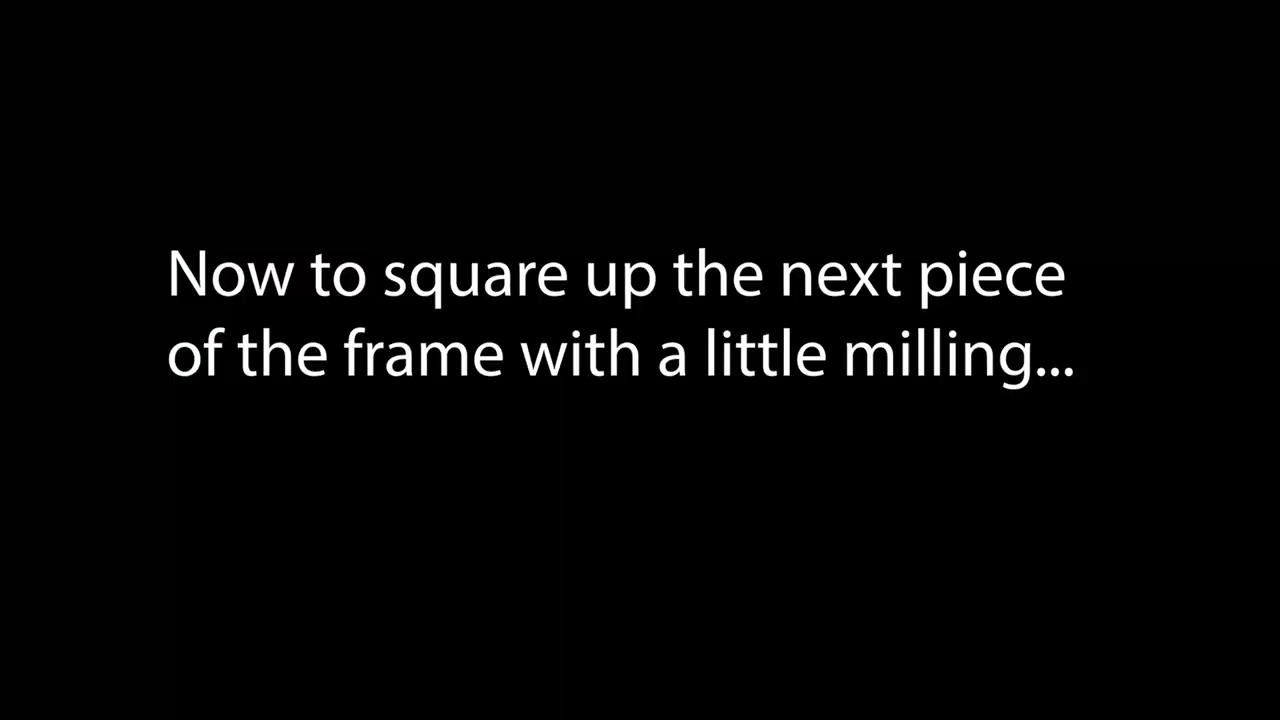 Now to square up the next piece
of the frame with a little milling...